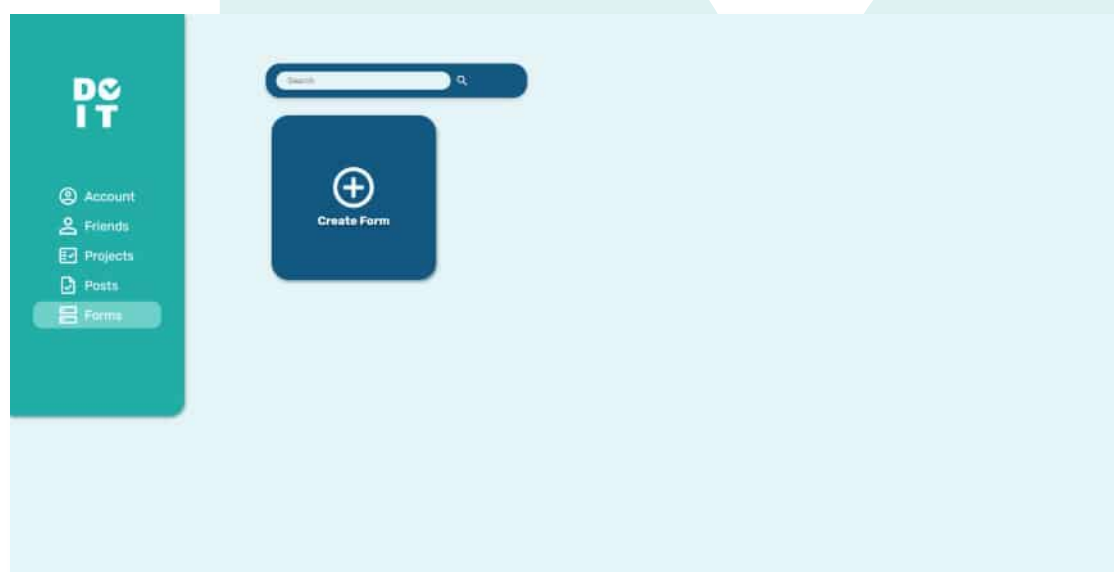 DO
IT
Account
Friends
Projects
Posts
Forms
Search
Create Form